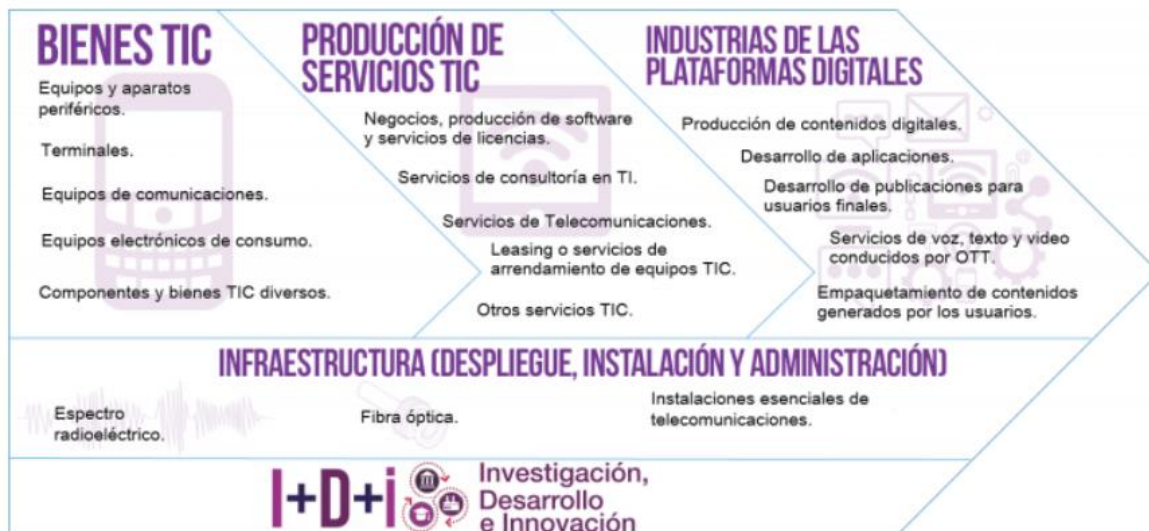 BIENES TIC
Equipos y aparatos
periféricos.
Terminales.
Equipos de comunicaciones.
Equipos electrónicos de consumo.
Componentes y bienes TIC diversos.
PRODUCCIÓN DE
SERVICIOS TIC
Negocios, producción de software
y servicios de licencias.
Servicios de consultoría en TI.
Servicios de Telecomunicaciones.
Leasing o servicios de
arrendamiento de equipos TIC.
Otros servicios TIC.
INDUSTRIAS DE LAS
PLATAFORMAS DIGITALES
Producción de contenidos digitales.
Desarrollo de aplicaciones.
Desarrollo de publicaciones para
usuarios finales.
Servicios de voz, texto y video
conducidos por OTT.
Empaquetamiento de contenidos
generados por los usuarios.
INFRAESTRUCTURA (DESPLIEGUE, INSTALACIÓN Y ADMINISTRACIÓN)
Espectro
radioeléctrico.
Fibra óptica.
Instalaciones esenciales de
telecomunicaciones.
I+D+i
Investigación,
Desarrollo
e Innovación